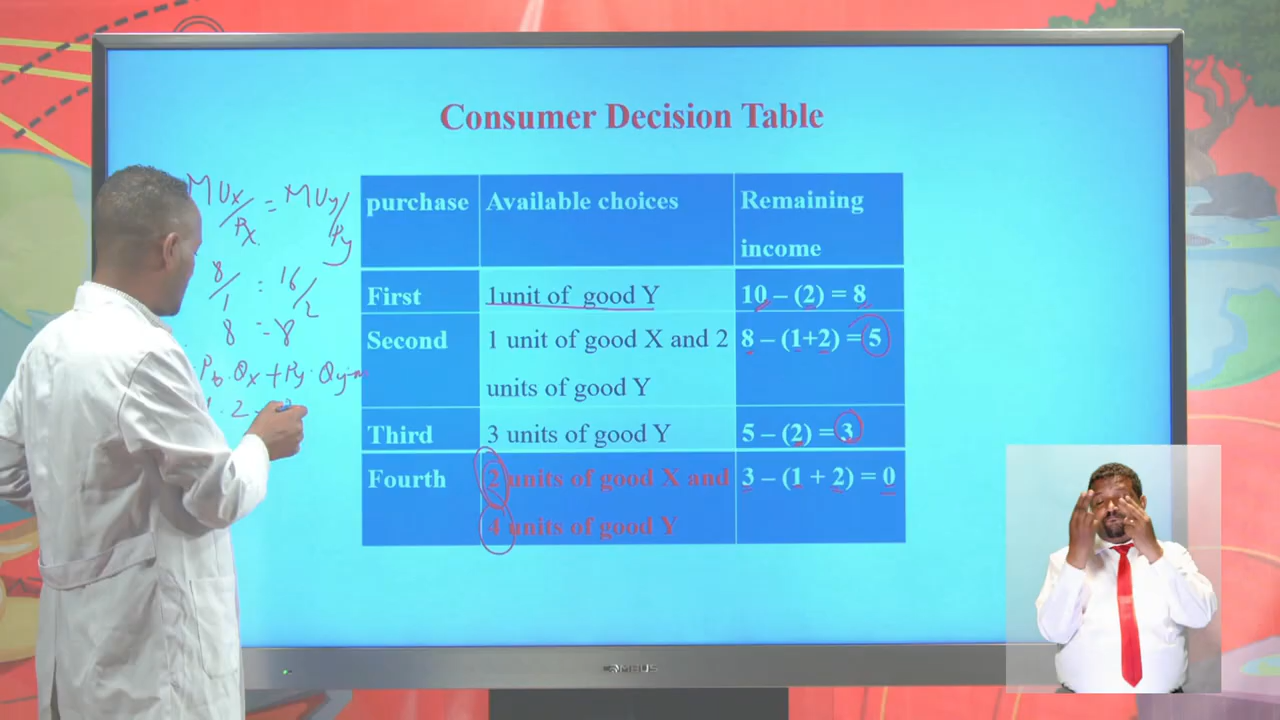 Consumer Decision Table
purchase Available choices Remaining
income
First 1unit of good Y 10 – (2) = 8
Second 1 unit of good X and 2 8 – (1+2) = 5
units of good Y
Third 3 units of good Y 5 – (2) = 3
Fourth 2 units of good X and 3 – (1 + 2) = 0
4 units of good Y
MUx/Px = MUy/Py
8/1 = 16/2
8 = 8
CAMBUS